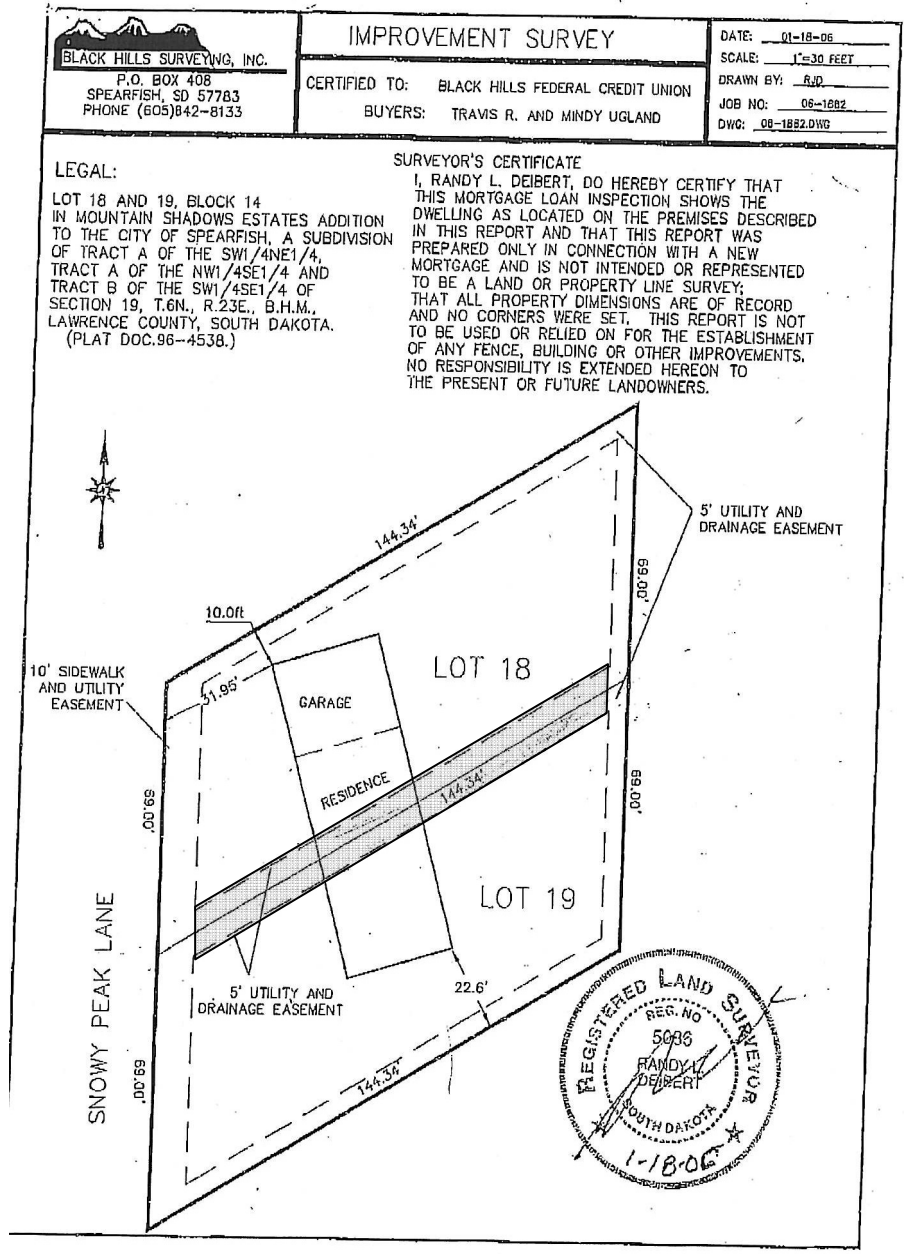 BLACK HILLS SURVEYING, INC.
P.O. BOX 408
SPEARFISH, SD 57783
PHONE (605)642-8133
IMPROVEMENT SURVEY
CERTIFIED TO: BLACK HILLS FEDERAL CREDIT UNION
BUYERS: TRAVIS R. AND MINDY UGLAND
DATE: 01-18-06
SCALE: 1"=30 FEET
DRAWN BY: RJD
JOB NO: 06-1882
DWG: 06-1882.DWG
LEGAL:
LOT 18 AND 19, BLOCK 14
IN MOUNTAIN SHADOWS ESTATES ADDITION
TO THE CITY OF SPEARFISH, A SUBDIVISION
OF TRACT A OF THE SW1/4NE1/4,
TRACT A OF THE NW1/4SE1/4 AND
TRACT B OF THE SW1/4SE1/4 OF
SECTION 19, T.6N., R.23E., B.H.M.,
LAWRENCE COUNTY, SOUTH DAKOTA.
(PLAT DOC.96-4538.)
SURVEYOR'S CERTIFICATE
I, RANDY L. DEIBERT, DO HEREBY CERTIFY THAT
THIS MORTGAGE LOAN INSPECTION SHOWS THE
DWELLING AS LOCATED ON THE PREMISES DESCRIBED
IN THIS REPORT AND THAT THIS REPORT WAS
PREPARED ONLY IN CONNECTION WITH A NEW
MORTGAGE AND IS NOT INTENDED OR REPRESENTED
TO BE A LAND OR PROPERTY LINE SURVEY;
THAT ALL PROPERTY DIMENSIONS ARE OF RECORD
AND NO CORNERS WERE SET. THIS REPORT IS NOT
TO BE USED OR RELIED ON FOR THE ESTABLISHMENT
OF ANY FENCE, BUILDING OR OTHER IMPROVEMENTS.
NO RESPONSIBILITY IS EXTENDED HEREON TO
THE PRESENT OR FUTURE LANDOWNERS.
144.34'
5' UTILITY AND
DRAINAGE EASEMENT
69.00'
10.0ft
10' SIDEWALK
AND UTILITY
EASEMENT
31.95'
GARAGE
LOT 18
RESIDENCE
144.34'
69.00'
69.00'
LOT 19
SNOWY PEAK LANE
5' UTILITY AND
DRAINAGE EASEMENT
22.6'
69.00'
144.34'
REGISTERED LAND SURVEYOR
REG. NO
5086
RANDY L.
DEIBERT
SOUTH DAKOTA
1-18-06